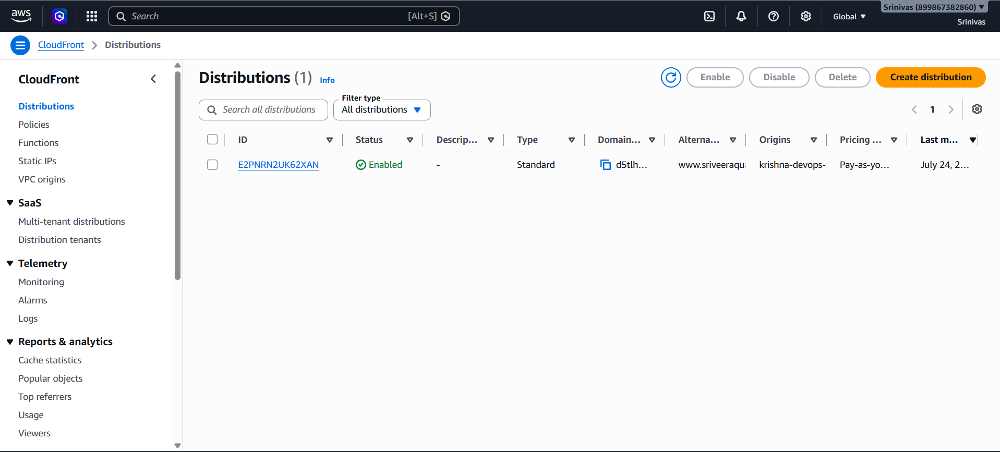 aws
Search
[Alt+S]
Global
Srinivas (899867382860)
Srinivas
CloudFront
Distributions
CloudFront
Distributions
Policies
Functions
Static IPs
VPC origins
SaaS
Multi-tenant distributions
Distribution tenants
Telemetry
Monitoring
Alarms
Logs
Reports & analytics
Cache statistics
Popular objects
Top referrers
Usage
Viewers
Distributions (1) Info
Enable
Disable
Delete
Create distribution
Search all distributions
Filter type
All distributions
1
ID Status Descrip... Type Domain... Alterna... Origins Pricing ... Last m...
E2PNRN2UK62XAN Enabled - Standard d5tlh... www.sriveeraqua krishna-devops- Pay-as-yo... July 24, 2...